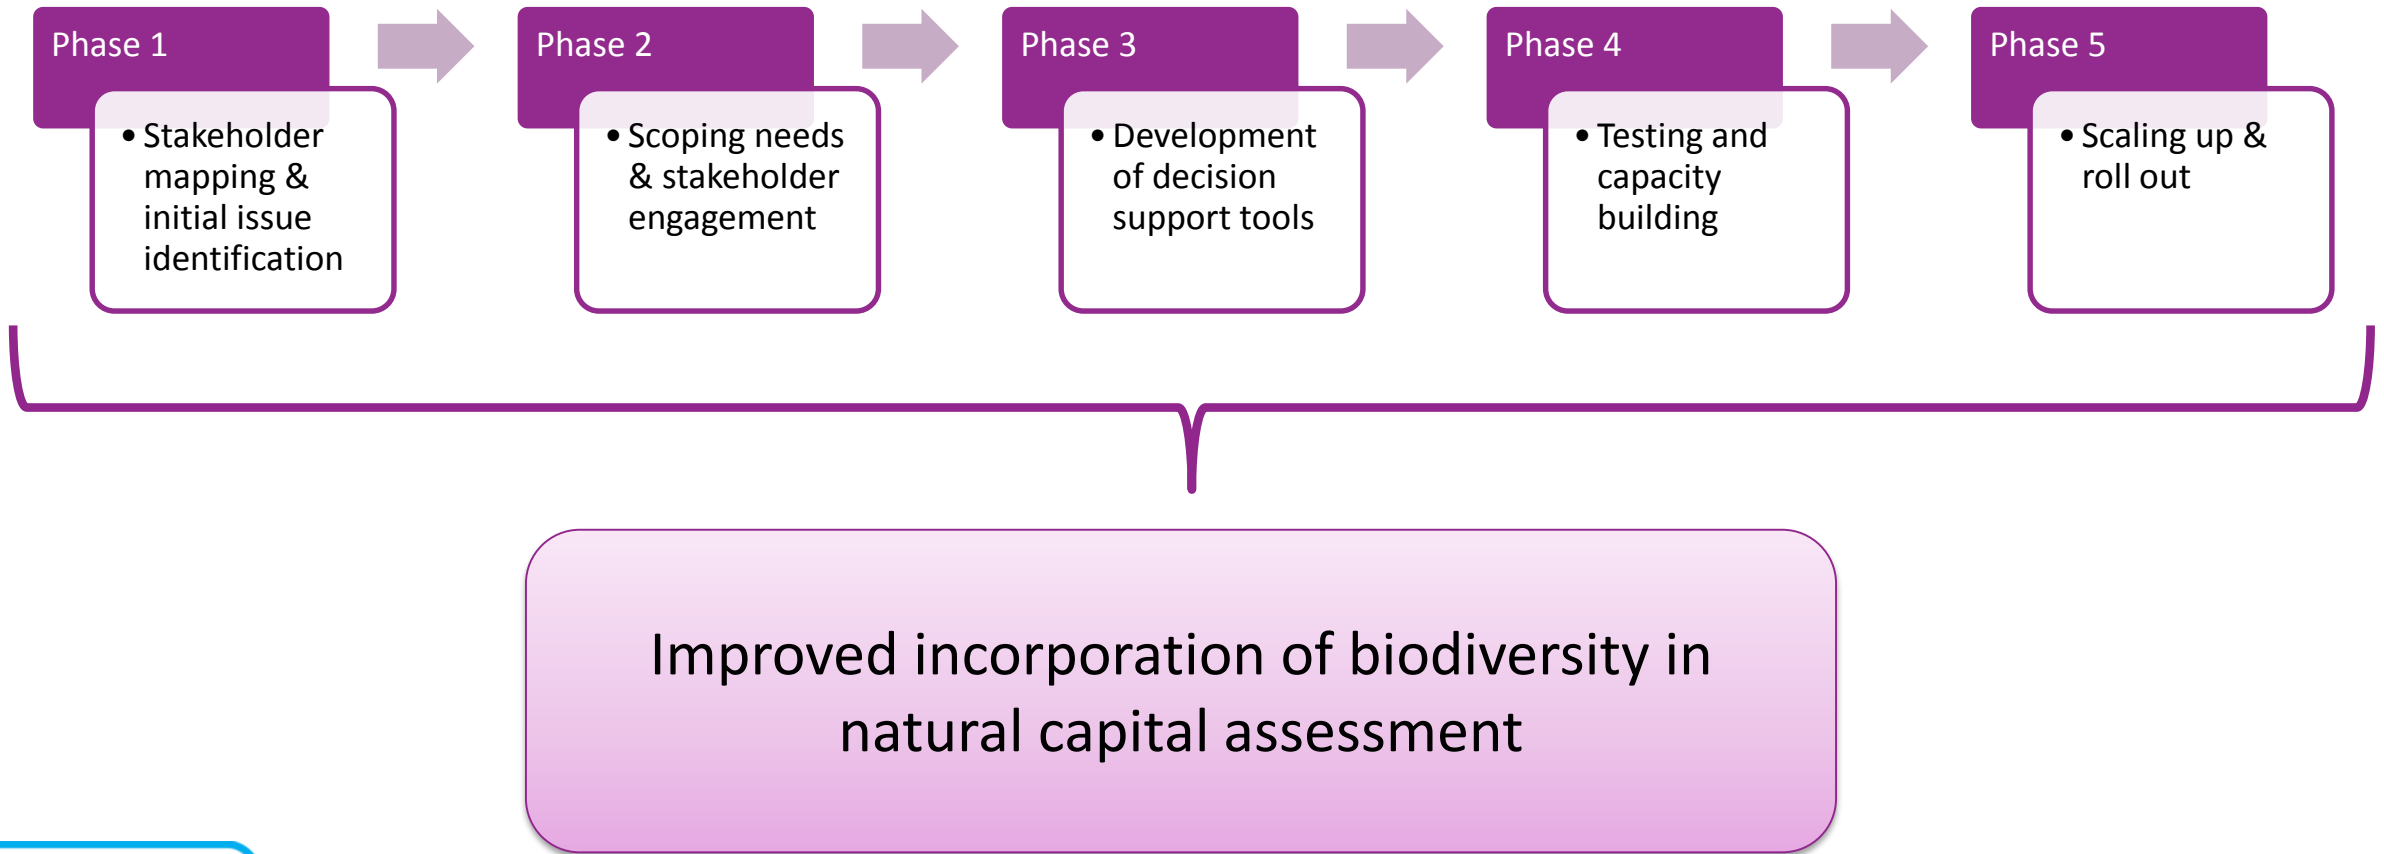 Phase 1
• Stakeholder
mapping &
initial issue
identification
Phase 2
• Scoping needs
& stakeholder
engagement
Phase 3
• Development
of decision
support tools
Phase 4
• Testing and
capacity
building
Phase 5
• Scaling up &
roll out
Improved incorporation of biodiversity in
natural capital assessment